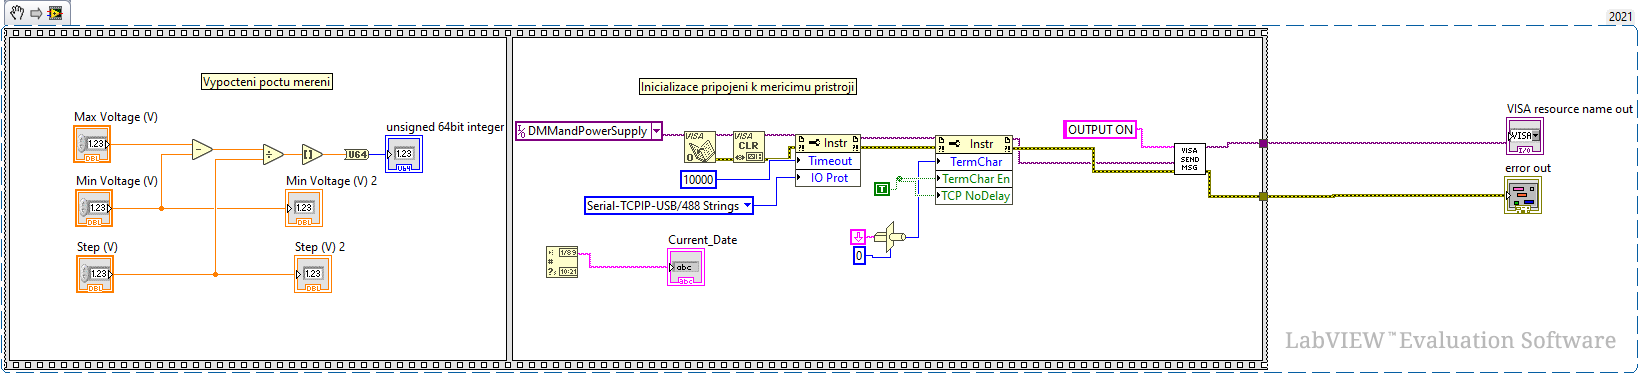 2021
Vypocteni poctu mereni
Max Voltage (V)
1.23
DBL
unsigned 64bit integer
1.23
U64
U64
Min Voltage (V)
1.23
DBL
Min Voltage (V) 2
1.23
DBL
Step (V)
1.23
DBL
Step (V) 2
1.23
DBL
Inicializace pripojeni k mericimu pristroji
DMMandPowerSupply
VISA
VISA
CLR
Instr
Timeout
IO Prot
10000
Serial-TCPIP-USB/488 Strings
Instr
TermChar
TermChar En
TCP NoDelay
T
0
OUTPUT ON
VISA
SEND
MSG
Current_Date
abc
abc
VISA resource name out
VISA
I/O
error out
LabVIEW™ Evaluation Software